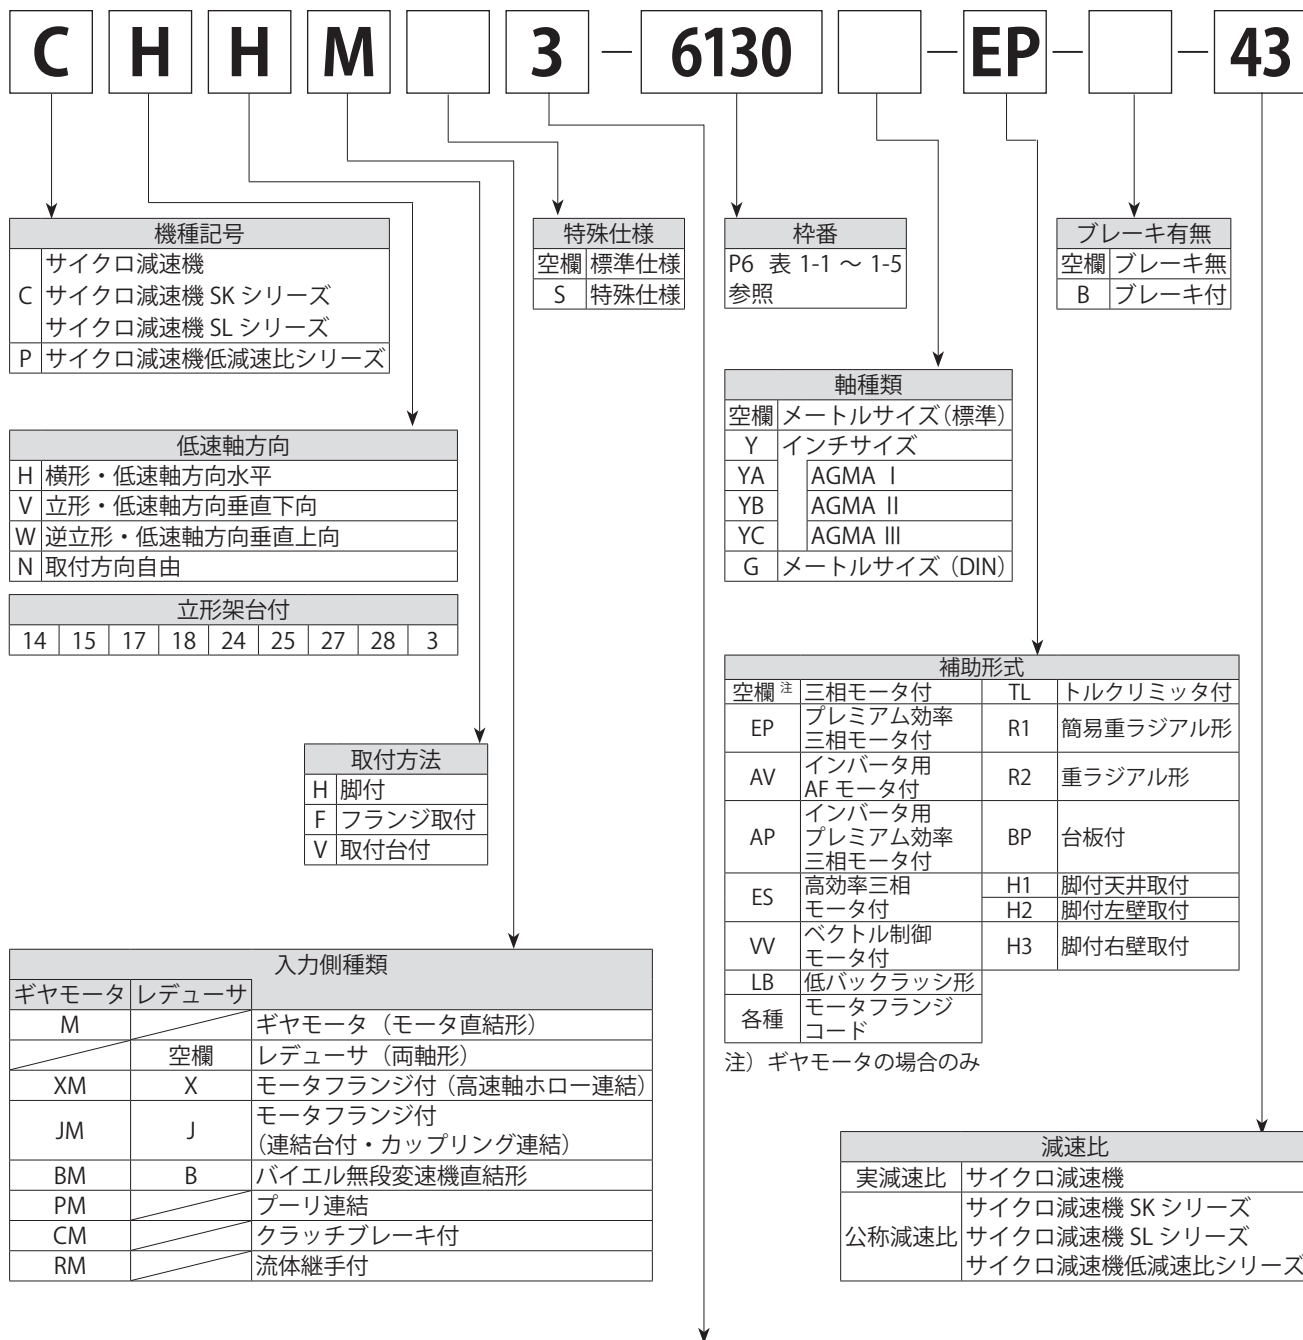 C H H M 3 - 6130 - EP - - 43
機種記号
C サイクロ減速機
サイクロ減速機 SK シリーズ
サイクロ減速機 SL シリーズ
P サイクロ減速機低減速比シリーズ
特殊仕様
空欄 標準仕様
S 特殊仕様
枠番
P6 表 1-1 ～ 1-5
参照
ブレーキ有無
空欄 ブレーキ無
B ブレーキ付
軸種類
空欄 メートルサイズ(標準)
Y インチサイズ
YA AGMA Ⅰ
YB AGMA Ⅱ
YC AGMA Ⅲ
G メートルサイズ (DIN)
低速軸方向
H 横形・低速軸方向水平
V 立形・低速軸方向垂直下向
W 逆立形・低速軸方向垂直上向
N 取付方向自由
立形架台付
14 15 17 18 24 25 27 28 3
補助形式
空欄 注 三相モータ付 TL トルクリミッタ付
EP プレミアム効率
三相モータ付 R1 簡易重ラジアル形
AV インバータ用
AF モータ付 R2 重ラジアル形
AP インバータ用
プレミアム効率
三相モータ付 BP 台板付
ES 高効率三相
モータ付 H1 脚付天井取付
H2 脚付左壁取付
VV ベクトル制御
モータ付 H3 脚付右壁取付
LB 低バックラッシ形
各種 モータフランジ
コード
注）ギヤモータの場合のみ
取付方法
H 脚付
F フランジ取付
V 取付台付
入力側種類
ギヤモータ レデューサ
M ギヤモータ（モータ直結形）
空欄 レデューサ（両軸形）
XM X モータフランジ付（高速軸ホロー連結）
JM J モータフランジ付
（連結台付・カップリング連結）
BM B バイエル無段変速機直結形
PM プーリ連結
CM クラッチブレーキ付
RM 流体継手付
減速比
実減速比 サイクロ減速機
公称減速比 サイクロ減速機 SK シリーズ
サイクロ減速機 SL シリーズ
サイクロ減速機低減速比シリーズ